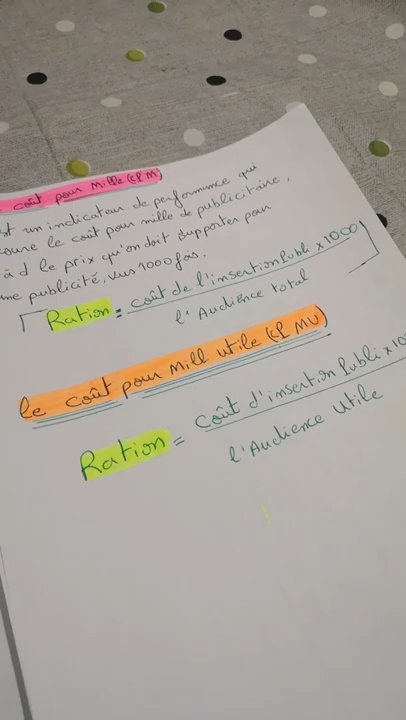 coût pour Mille (CPM)
st un indicateur de performance qui
sure le coût pour mille de publicitaire,
à d le prix qu'on doit supporter pour
ne publicité, vus 1000 fois.
Ration = coût de l'insertion Publ x 1000
l'Audience total
le coût pour Mill utile (CPMU)
Ration = coût d'insertion Publi x 10
l'Audience Utile